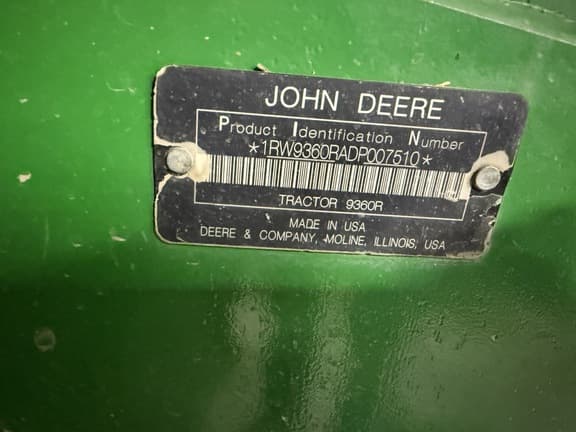 JOHN DEERE
Product Identification Number
*1RW9360RADP007510*
TRACTOR 9360R
MADE IN USA
DEERE & COMPANY, MOLINE, ILLINOIS, USA